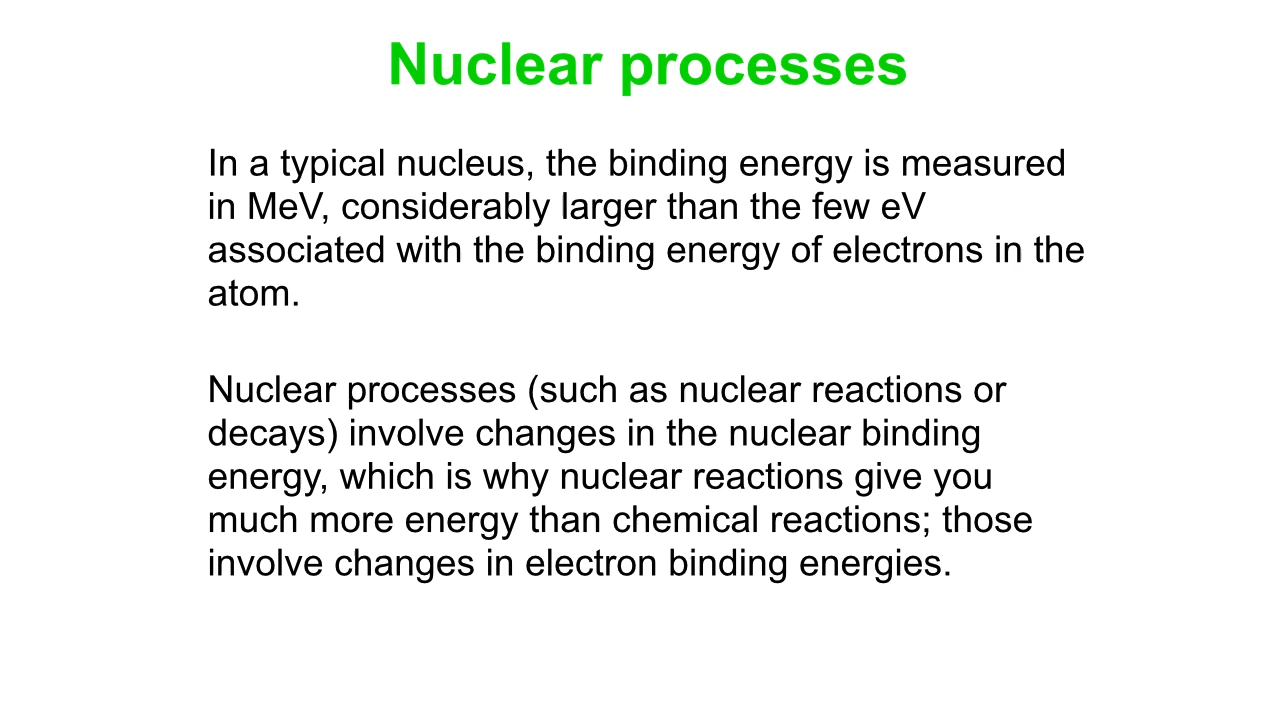 Nuclear processes
In a typical nucleus, the binding energy is measured
in MeV, considerably larger than the few eV
associated with the binding energy of electrons in the
atom.
Nuclear processes (such as nuclear reactions or
decays) involve changes in the nuclear binding
energy, which is why nuclear reactions give you
much more energy than chemical reactions; those
involve changes in electron binding energies.